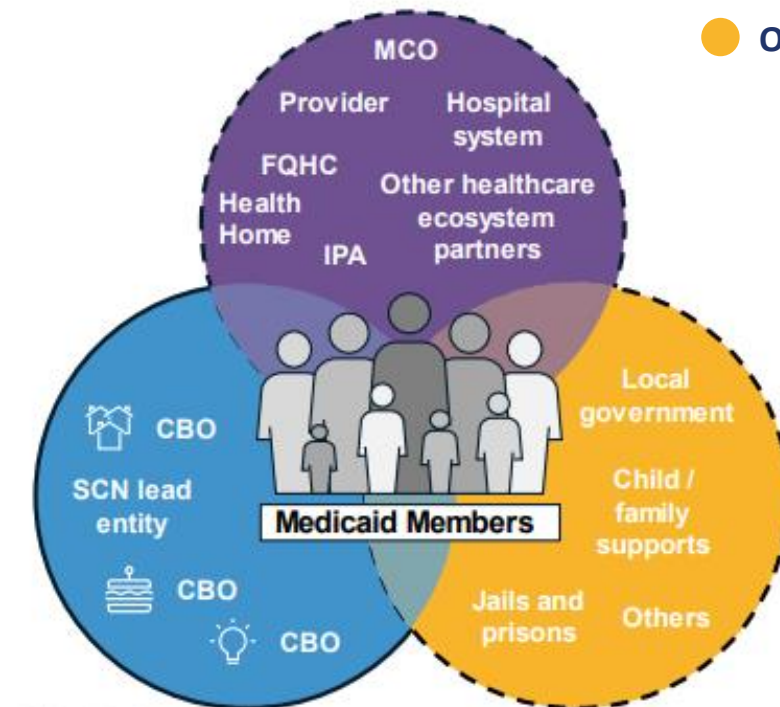 MCO
Provider
Hospital
system
FQHC
Health
Home
Other healthcare
ecosystem
partners
IPA
CBO
SCN lead
entity
CBO
CBO
Medicaid Members
Local
government
Child /
family
supports
Jails and
prisons
Others